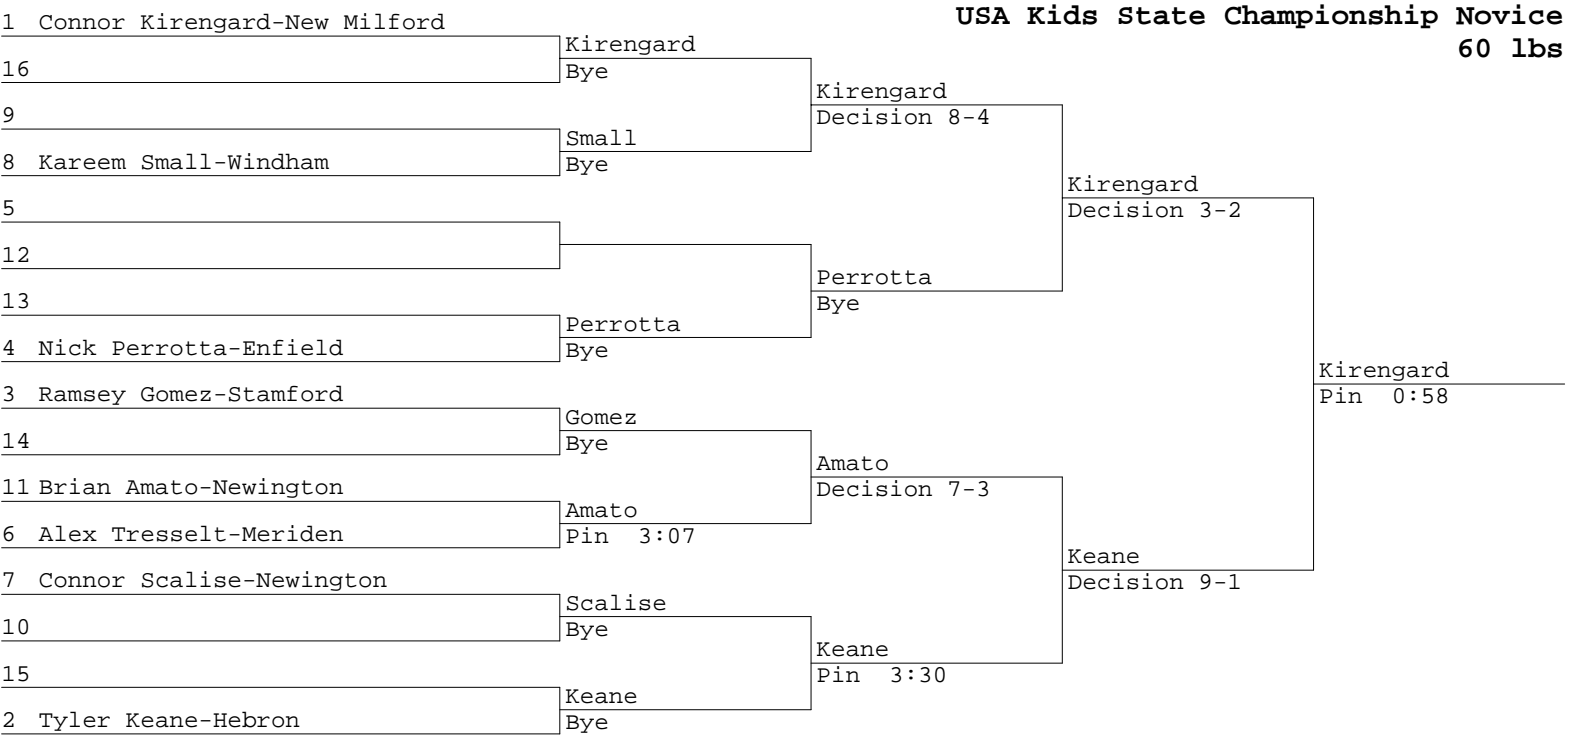 USA Kids State Championship Novice
60 lbs
1 Connor Kirengard-New Milford
16
9
8 Kareem Small-Windham
5
12
13
4 Nick Perrotta-Enfield
3 Ramsey Gomez-Stamford
14
11 Brian Amato-Newington
6 Alex Tresselt-Meriden
7 Connor Scalise-Newington
10
15
2 Tyler Keane-Hebron
Kirengard
Bye
Small
Bye
Perrotta
Bye
Gomez
Bye
Amato
Pin 3:07
Scalise
Bye
Keane
Bye
Kirengard
Decision 8-4
Perrotta
Bye
Amato
Decision 7-3
Keane
Pin 3:30
Kirengard
Decision 3-2
Keane
Decision 9-1
Kirengard
Pin 0:58